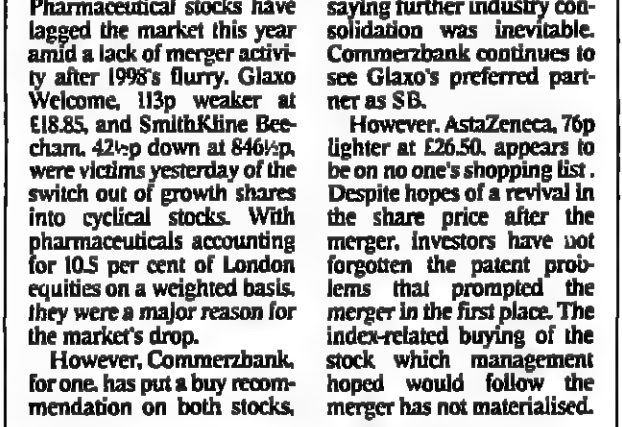 Pharmaceutical stocks have
lagged the market this year
amid a lack of merger activi-
ty after 1998's flurry. Glaxo
Welcome, 113p weaker at
£18.85, and SmithKline Bee-
cham, 42½p down at 846½p,
were victims yesterday of the
switch out of growth shares
into cyclical stocks. With
pharmaceuticals accounting
for 10.5 per cent of London
equities on a weighted basis,
they were a major reason for
the market's drop.
However, Commerzbank,
for one, has put a buy recom-
mendation on both stocks,
saying further industry con-
solidation was inevitable.
Commerzbank continues to
see Glaxo's preferred part-
ner as SB.
However, AstaZeneca, 76p
lighter at £26.50, appears to
be on no one's shopping list.
Despite hopes of a revival in
the share price after the
merger, investors have not
forgotten the patent prob-
lems that prompted the
merger in the first place. The
index-related buying of the
stock which management
hoped would follow the
merger has not materialised.